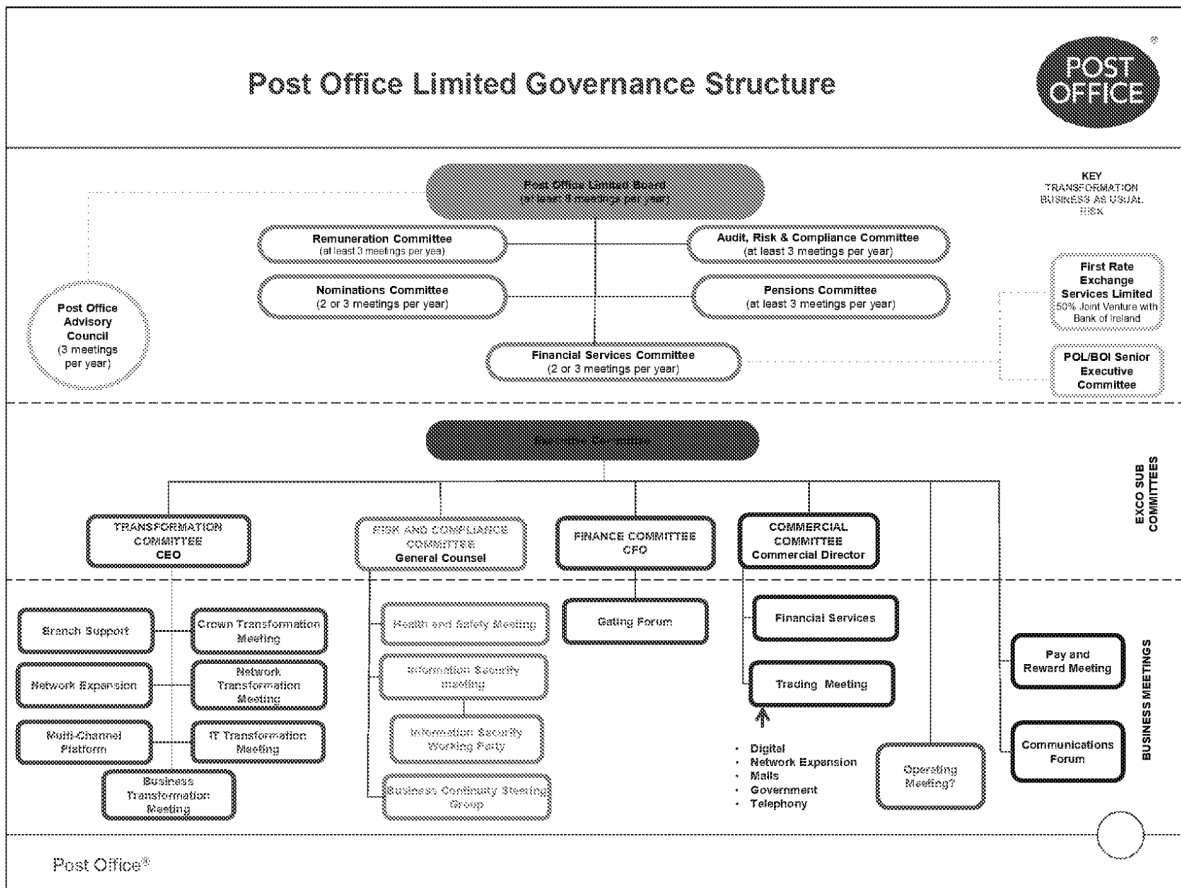 Post Office Limited Governance Structure
®
POST
OFFICE
Post Office Limited Board
(at least 8 meetings per year)
KEY
TRANSFORMATION
BUSINESS AS USUAL
RISK
Remuneration Committee
(at least 3 meetings per yea)
Audit, Risk & Compliance Committee
(at least 3 meetings per year)
Nominations Committee
(2 or 3 meetings per year)
Pensions Committee
(at least 3 meetings per year)
Post Office
Advisory
Council
(3 meetings
per year)
First Rate
Exchange
Services Limited
50% Joint Venture with
Bank of Ireland
Financial Services Committee
(2 or 3 meetings per year)
POL/BOI Senior
Executive
Committee
Executive Committee
EXCO SUB
COMMITTEES
TRANSFORMATION
COMMITTEE
CEO
RISK AND COMPLIANCE
COMMITTEE
General Counsel
FINANCE COMMITTEE
CFO
COMMERCIAL
COMMITTEE
Commercial Director
Branch Support
Crown Transformation
Meeting
Network Expansion
Network
Transformation
Meeting
Multi-Channel
Platform
IT Transformation
Meeting
Business
Transformation
Meeting
Health and Safety Meeting
Information Security
meeting
Information Security
Working Party
Business Continuity Steering
Group
Gating Forum
Financial Services
Trading Meeting
• Digital
• Network Expansion
• Mails
• Government
• Telephony
Operating
Meeting?
Pay and
Reward Meeting
Communications
Forum
BUSINESS MEETINGS
Post Office®